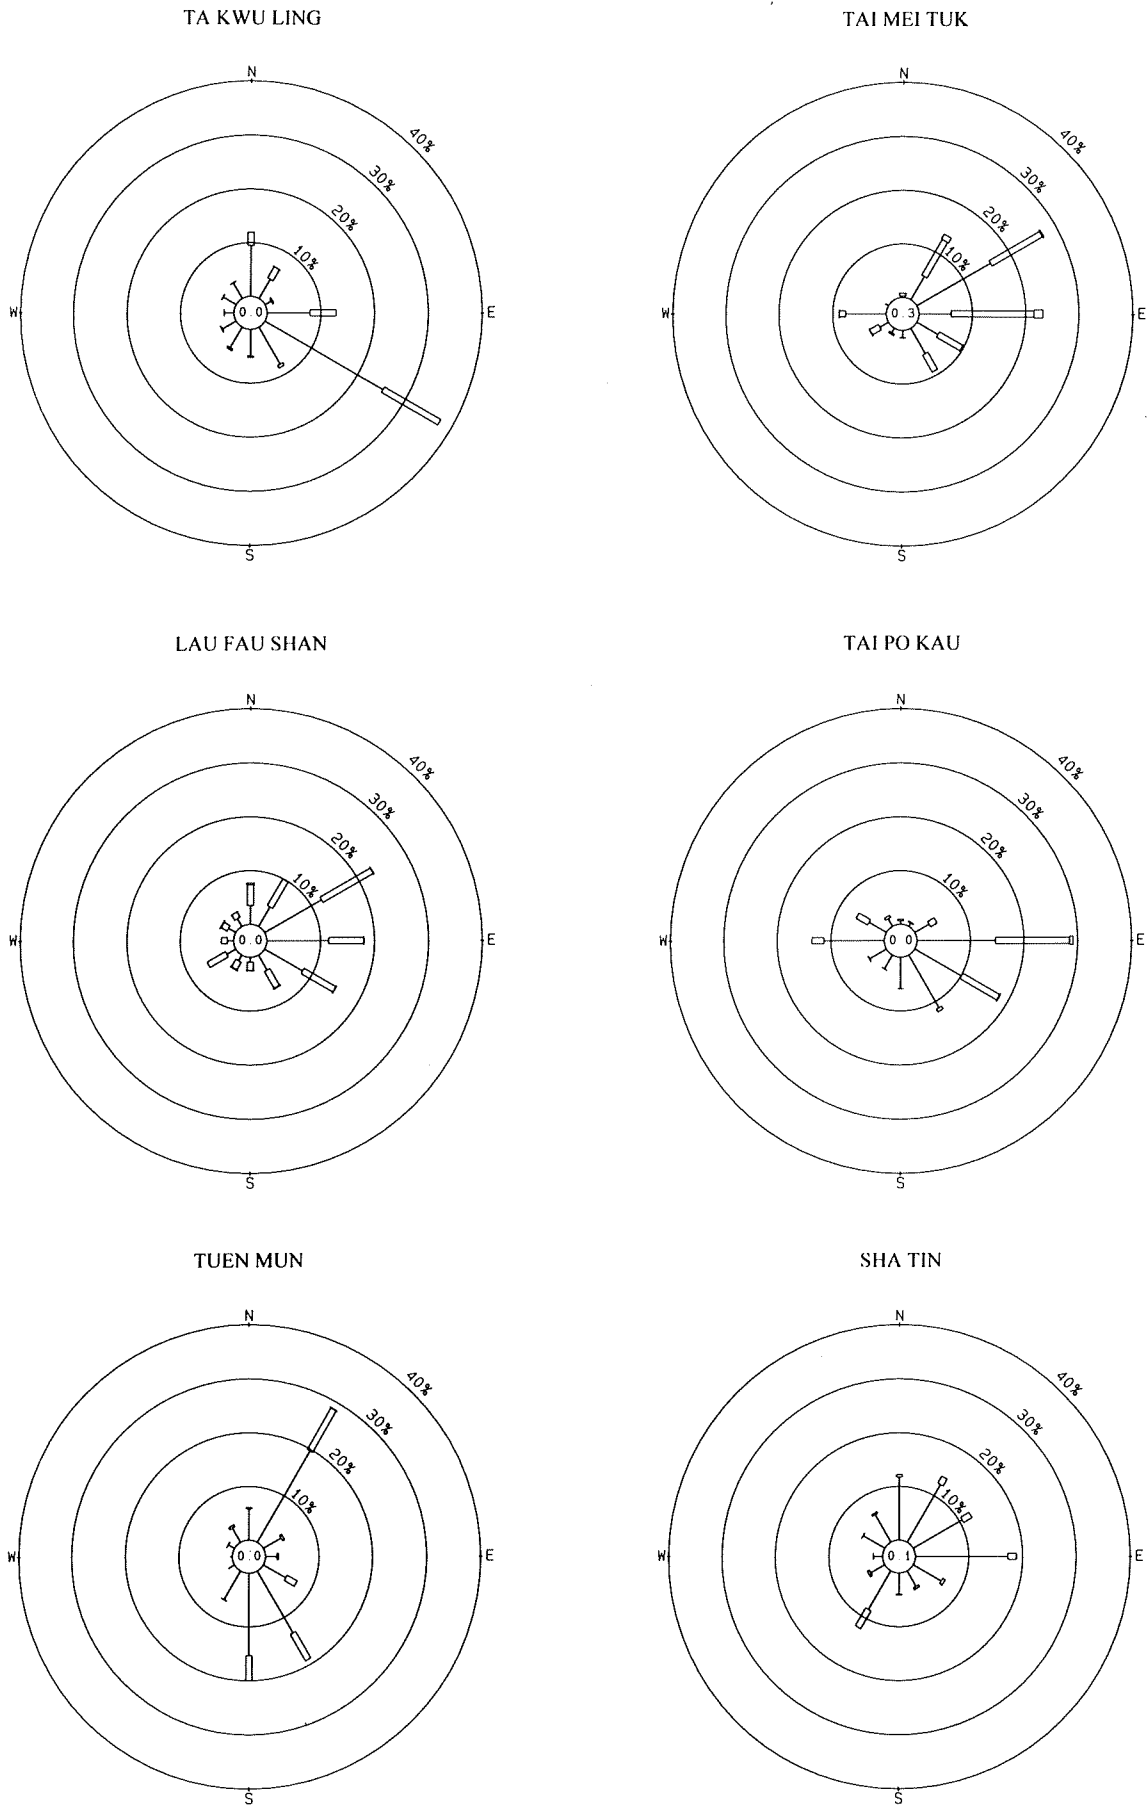 TA KWU LING
TAI MEI TUK
N
40%
30%
20%
10%
W
0.0
E
S
N
40%
30%
20%
10%
W
0.3
E
S
LAU FAU SHAN
TAI PO KAU
N
40%
30%
20%
10%
W
0.0
E
S
N
40%
30%
20%
10%
W
0 0
E
S
TUEN MUN
SHA TIN
N
40%
30%
20%
10%
W
0.0
E
S
N
40%
30%
20%
10%
W
0.1
E
S